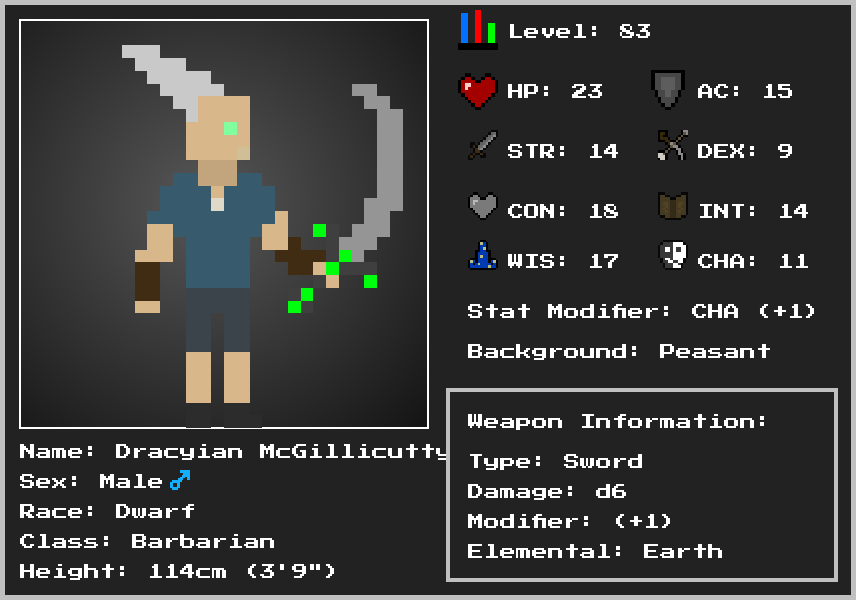 Level: 83
HP: 23
AC: 15
STR: 14
DEX: 9
CON: 18
INT: 14
WIS: 17
CHA: 11
Stat Modifier: CHA (+1)
Background: Peasant
Name: Dracyian McGillicutty
Sex: Male ♂
Race: Dwarf
Class: Barbarian
Height: 114cm (3'9")
Weapon Information:
Type: Sword
Damage: d6
Modifier: (+1)
Elemental: Earth